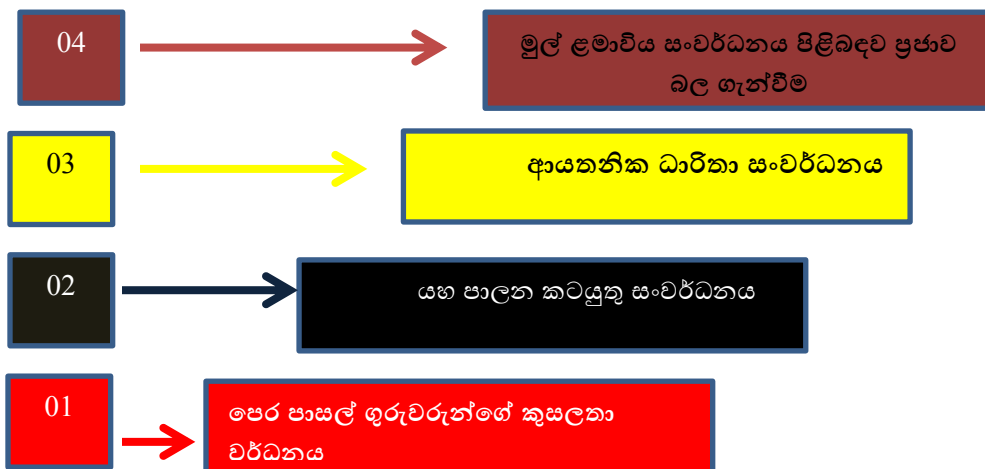 04
මුල් ළමාවිය සංවර්ධනය පිළිබඳව ප්‍රජාව
බල ගැන්වීම
03
ආයතනික ධාරිතා සංවර්ධනය
02
යහ පාලන කටයුතු සංවර්ධනය
01
පෙර පාසල් ගුරුවරුන්ගේ කුසලතා
වර්ධනය